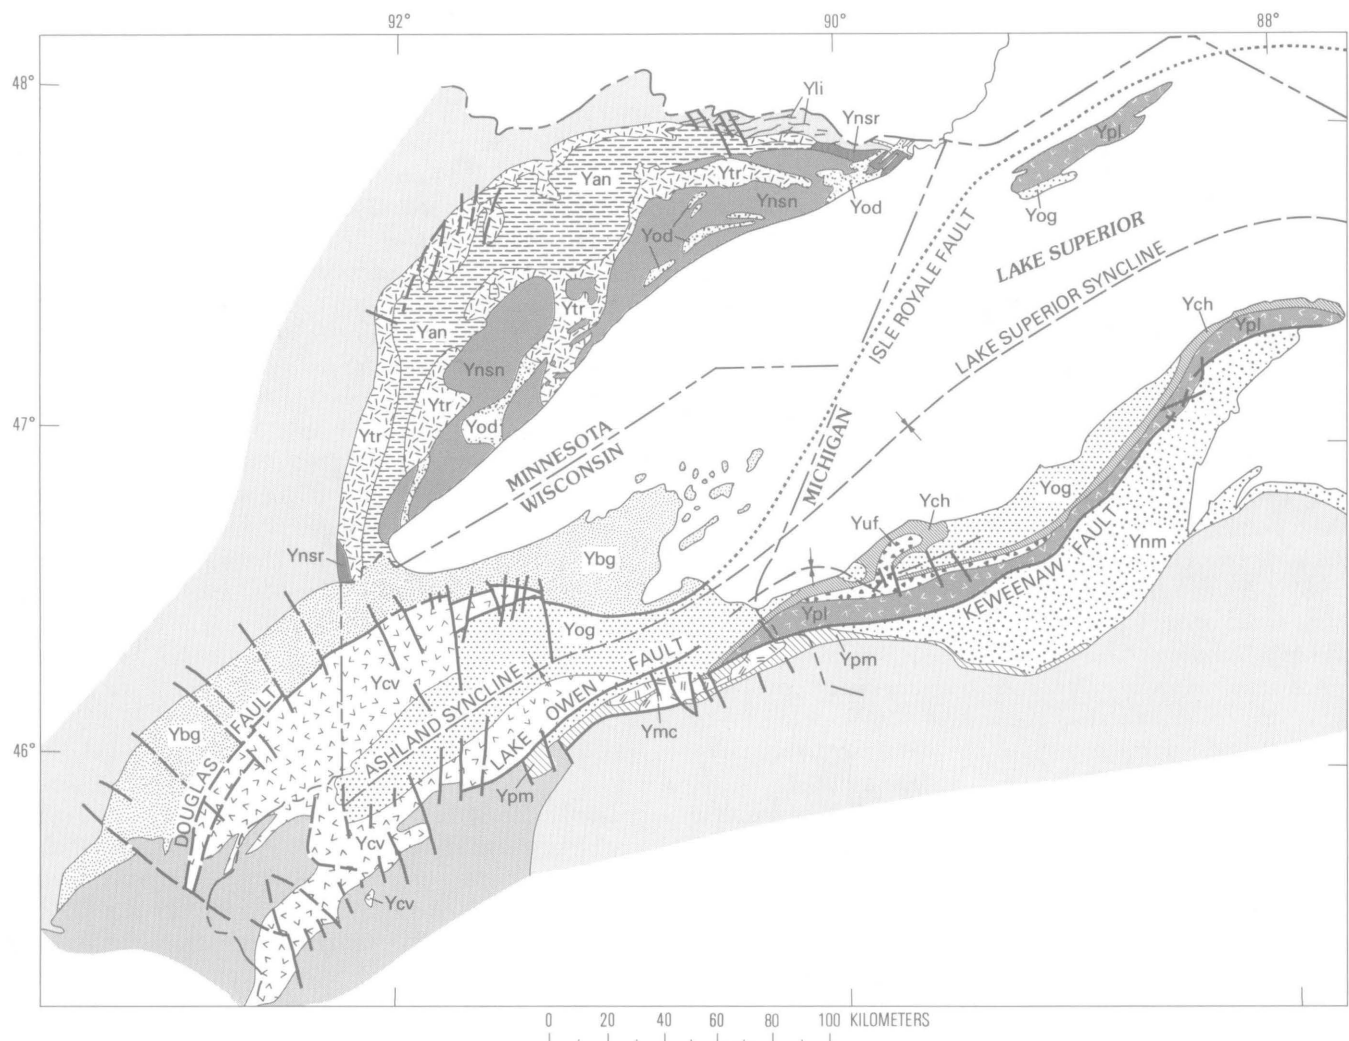 92°
90°
88°
48°
Yli
Ynsr
Ypl
Yan
Ytr
Ynsn
Yod
Yog
Yod
LAKE SUPERIOR
ISLE ROYALE FAULT
LAKE SUPERIOR SYNCLINE
Yan
Ytr
Ych
Ypl
Ynsn
Ytr
Yod
Ytr
47°
MINNESOTA
WISCONSIN
MICHIGAN
Yog
Ych
Yuf
Ynm
Ynsr
Ybg
KEWEENAW FAULT
Ypl
Yog
Ypm
Ycv
DOUGLAS FAULT
ASHLAND SYNCLINE
LAKE OWEN FAULT
Ybg
Ymc
46°
Ypm
Ycv
Ycv
0 20 40 60 80 100 KILOMETERS